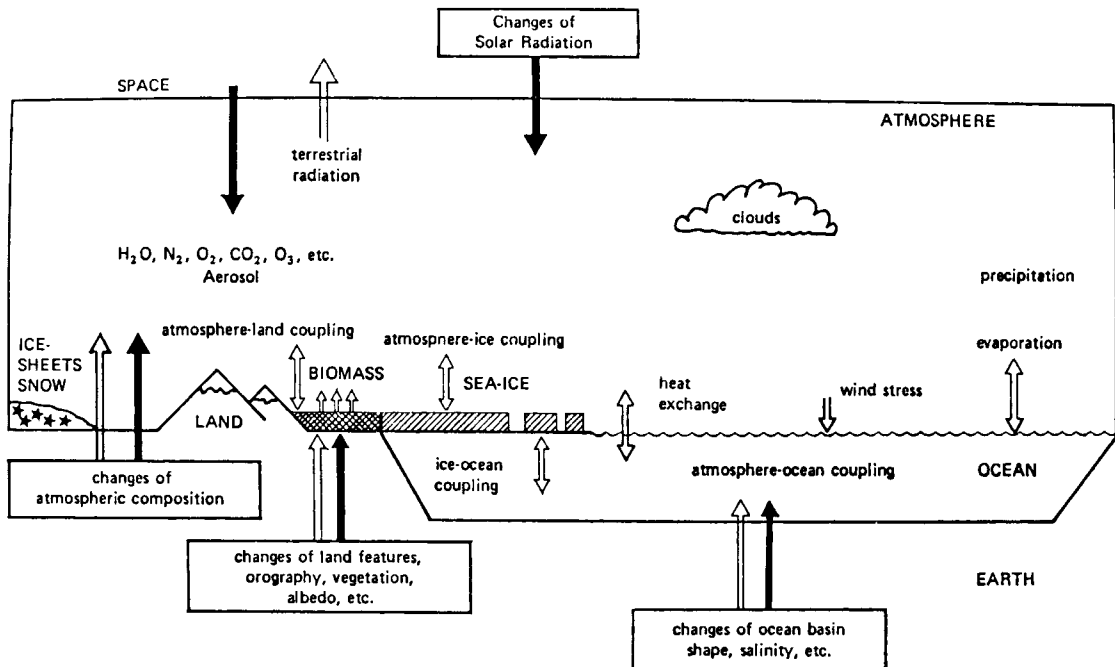 Changes of
Solar Radiation
SPACE
ATMOSPHERE
terrestrial
radiation
clouds
H₂O, N₂, O₂, CO₂, O₃, etc.
Aerosol
precipitation
atmosphere-land coupling
atmospnere-ice coupling
ICE-
SHEETS
SNOW
evaporation
BIOMASS
SEA-ICE
heat
exchange
wind stress
LAND
ice-ocean
coupling
atmosphere-ocean coupling
OCEAN
changes of
atmospheric composition
changes of land features,
orography, vegetation,
albedo, etc.
EARTH
changes of ocean basin
shape, salinity, etc.